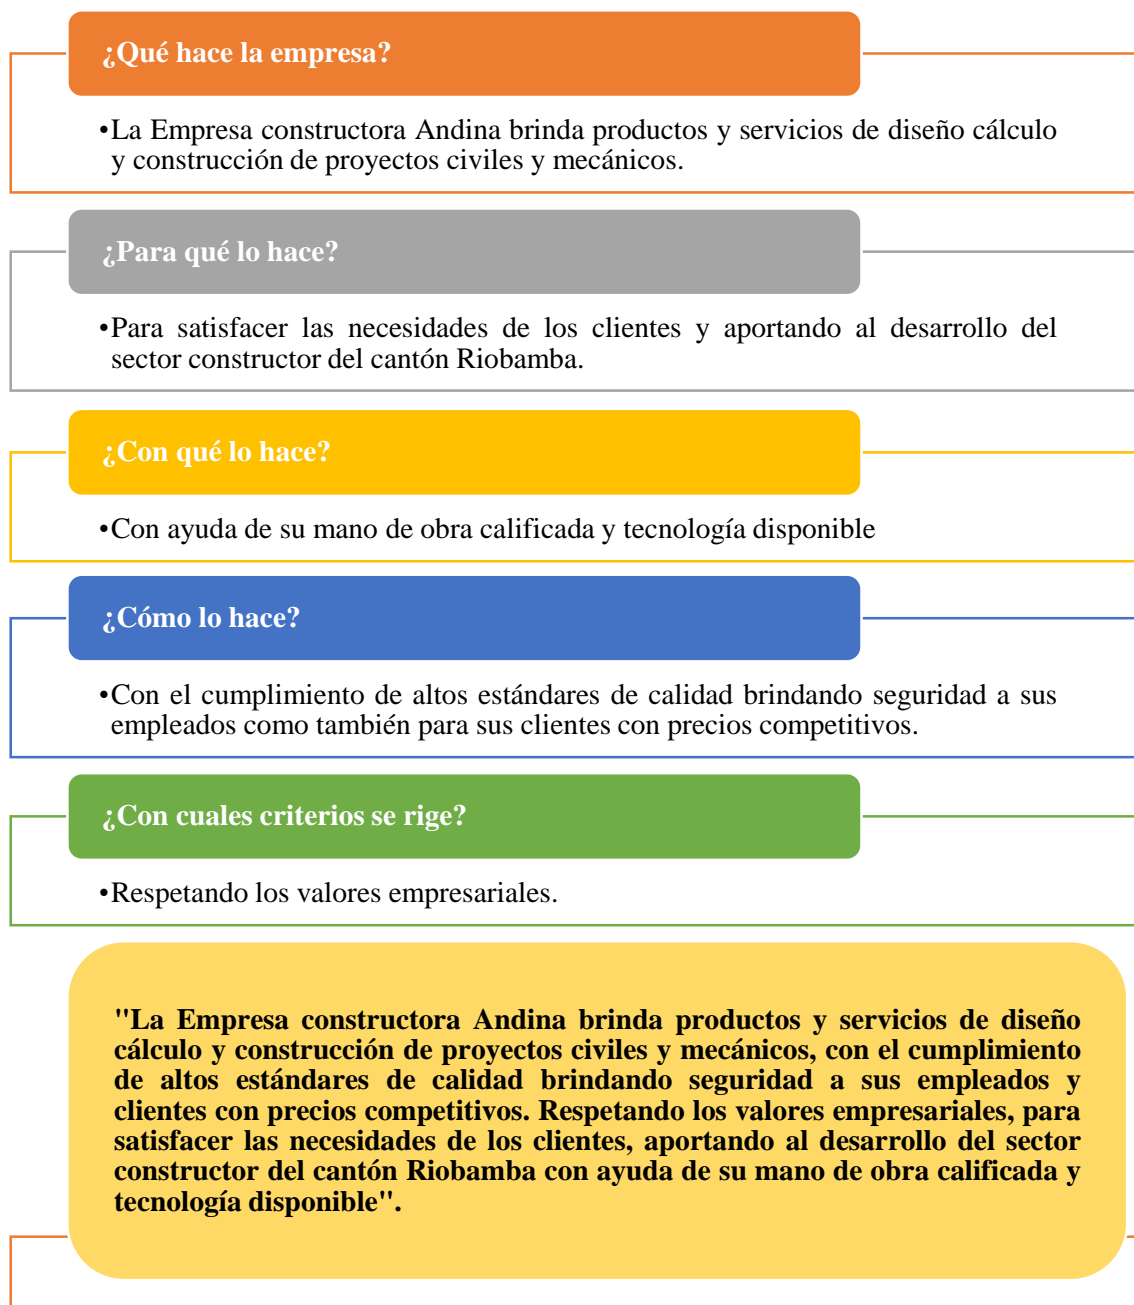 ¿Qué hace la empresa?
•La Empresa constructora Andina brinda productos y servicios de diseño cálculo
y construcción de proyectos civiles y mecánicos.
¿Para qué lo hace?
•Para satisfacer las necesidades de los clientes y aportando al desarrollo del
sector constructor del cantón Riobamba.
¿Con qué lo hace?
•Con ayuda de su mano de obra calificada y tecnología disponible
¿Cómo lo hace?
•Con el cumplimiento de altos estándares de calidad brindando seguridad a sus
empleados como también para sus clientes con precios competitivos.
¿Con cuales criterios se rige?
•Respetando los valores empresariales.
"La Empresa constructora Andina brinda productos y servicios de diseño
cálculo y construcción de proyectos civiles y mecánicos, con el cumplimiento
de altos estándares de calidad brindando seguridad a sus empleados y
clientes con precios competitivos. Respetando los valores empresariales, para
satisfacer las necesidades de los clientes, aportando al desarrollo del sector
constructor del cantón Riobamba con ayuda de su mano de obra calificada y
tecnología disponible".